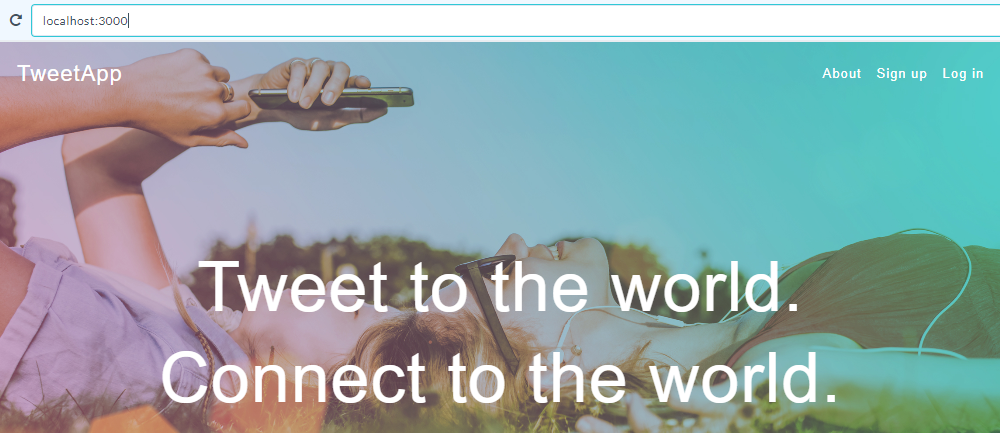 localhost:3000
TweetApp
About Sign up Log in
Tweet to the world.
Connect to the world.